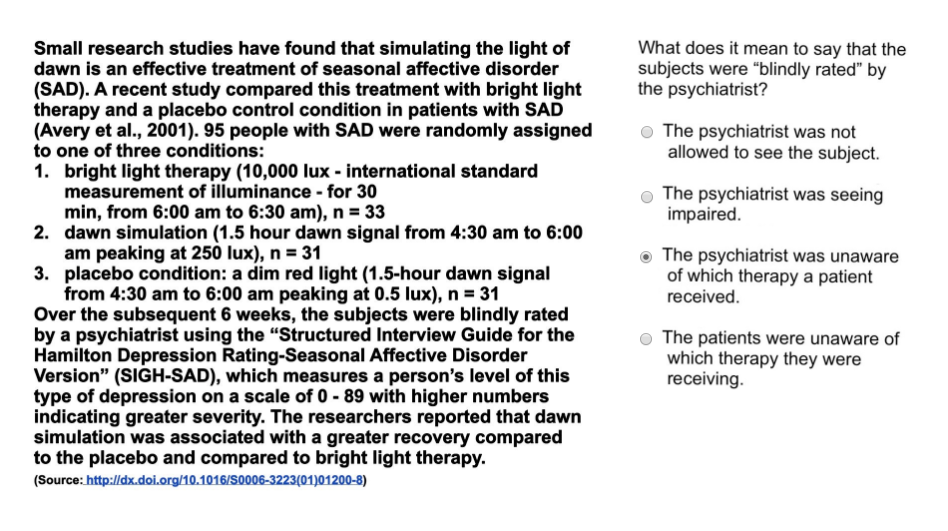 Small research studies have found that simulating the light of
dawn is an effective treatment of seasonal affective disorder
(SAD). A recent study compared this treatment with bright light
therapy and a placebo control condition in patients with SAD
(Avery et al., 2001). 95 people with SAD were randomly assigned
to one of three conditions:
1. bright light therapy (10,000 lux - international standard
measurement of illuminance - for 30
min, from 6:00 am to 6:30 am), n = 33
2. dawn simulation (1.5 hour dawn signal from 4:30 am to 6:00
am peaking at 250 lux), n = 31
3. placebo condition: a dim red light (1.5-hour dawn signal
from 4:30 am to 6:00 am peaking at 0.5 lux), n = 31
Over the subsequent 6 weeks, the subjects were blindly rated
by a psychiatrist using the “Structured Interview Guide for the
Hamilton Depression Rating-Seasonal Affective Disorder
Version” (SIGH-SAD), which measures a person’s level of this
type of depression on a scale of 0 - 89 with higher numbers
indicating greater severity. The researchers reported that dawn
simulation was associated with a greater recovery compared
to the placebo and compared to bright light therapy.
(Source: http://dx.doi.org/10.1016/S0006-3223(01)01200-8)
What does it mean to say that the
subjects were “blindly rated” by
the psychiatrist?
The psychiatrist was not
allowed to see the subject.
The psychiatrist was seeing
impaired.
The psychiatrist was unaware
of which therapy a patient
received.
The patients were unaware of
which therapy they were
receiving.